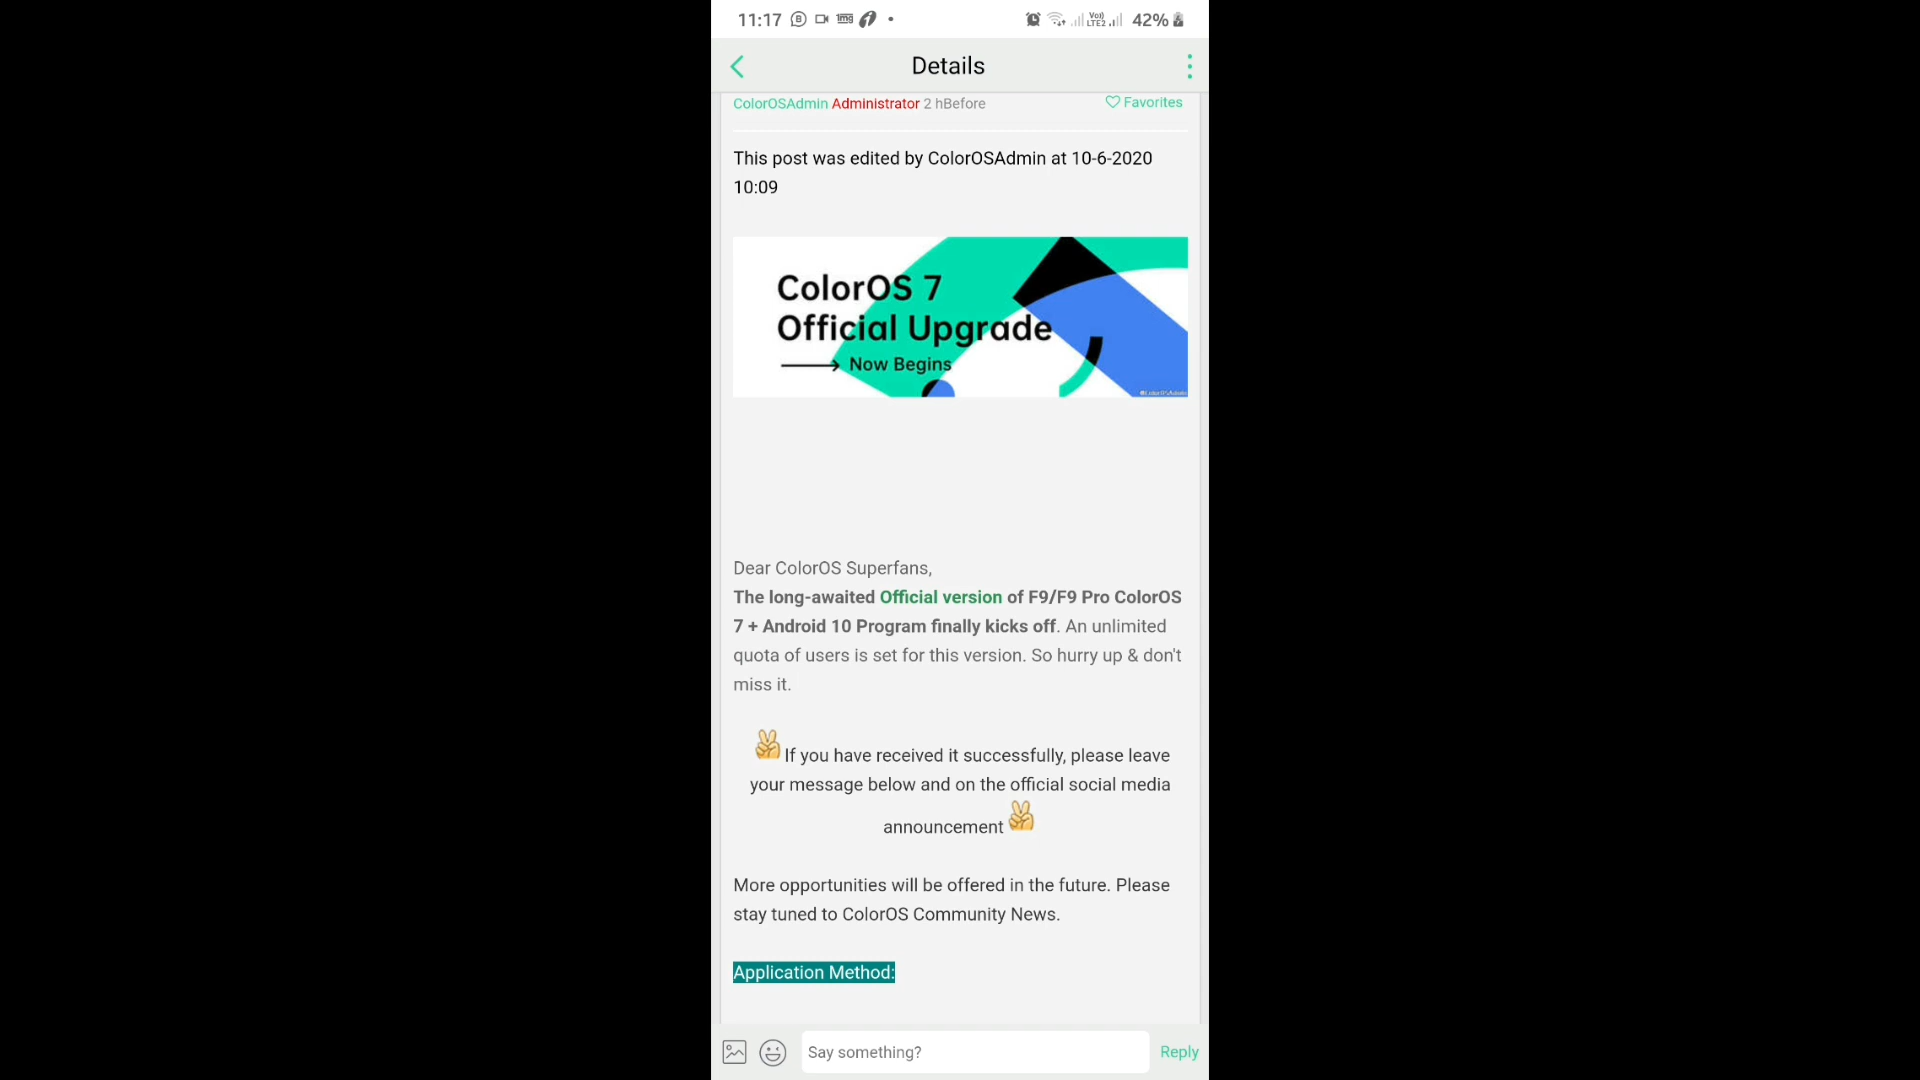 11:17 1mg Vo) LTE2 42%
Details
ColorOSAdmin Administrator 2 hBefore Favorites
This post was edited by ColorOSAdmin at 10-6-2020
10:09
ColorOS 7
Official Upgrade
Now Begins
Dear ColorOS Superfans,
The long-awaited Official version of F9/F9 Pro ColorOS
7 + Android 10 Program finally kicks off. An unlimited
quota of users is set for this version. So hurry up & don't
miss it.
If you have received it successfully, please leave
your message below and on the official social media
announcement
More opportunities will be offered in the future. Please
stay tuned to ColorOS Community News.
Application Method:
Say something? Reply